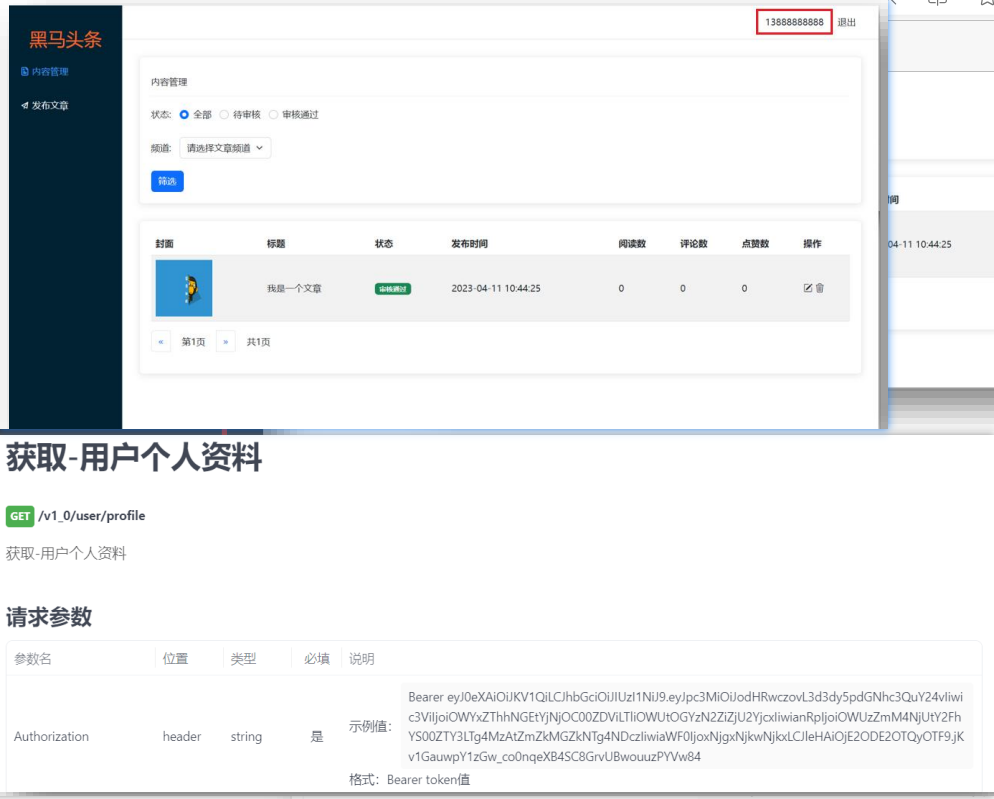 黑马头条
13888888888 退出
内容管理
发布文章
内容管理
状态: 全部 待审核 审核通过
频道: 请选择文章频道
筛选
封面 标题 状态 发布时间 阅读数 评论数 点赞数 操作
我是一个文章 审核通过 2023-04-11 10:44:25 0 0 0
« 第1页 » 共1页
间
04-11 10:44:25
获取-用户个人资料
GET /v1_0/user/profile
获取-用户个人资料
请求参数
参数名 位置 类型 必填 说明
Authorization header string 是 示例值:
Bearer eyJ0eXAiOiJKV1QiLCJhbGciOiJIUzI1NiJ9.eyJpc3MiOiJodHRwczovL3d3dy5pdGNhc3QuY24vIiwi
c3ViIjoiOWYxZThhNGEtYjNjOC00ZDViLTliOWUtOGYzN2ZiZjU2YjcxIiwianRpIjoiOWUzZmM4NjUtY2Fh
YS00ZTY3LTg4MzAtZmZkMGZkNTg4NDczIiwiaWF0IjoxNjgxNjkwNjkxLCJleHAiOjE2ODE2OTQyOTF9.jK
v1GauwpY1zGw_co0nqeXB4SC8GrvUBwouuzPYVw84
格式：Bearer token值